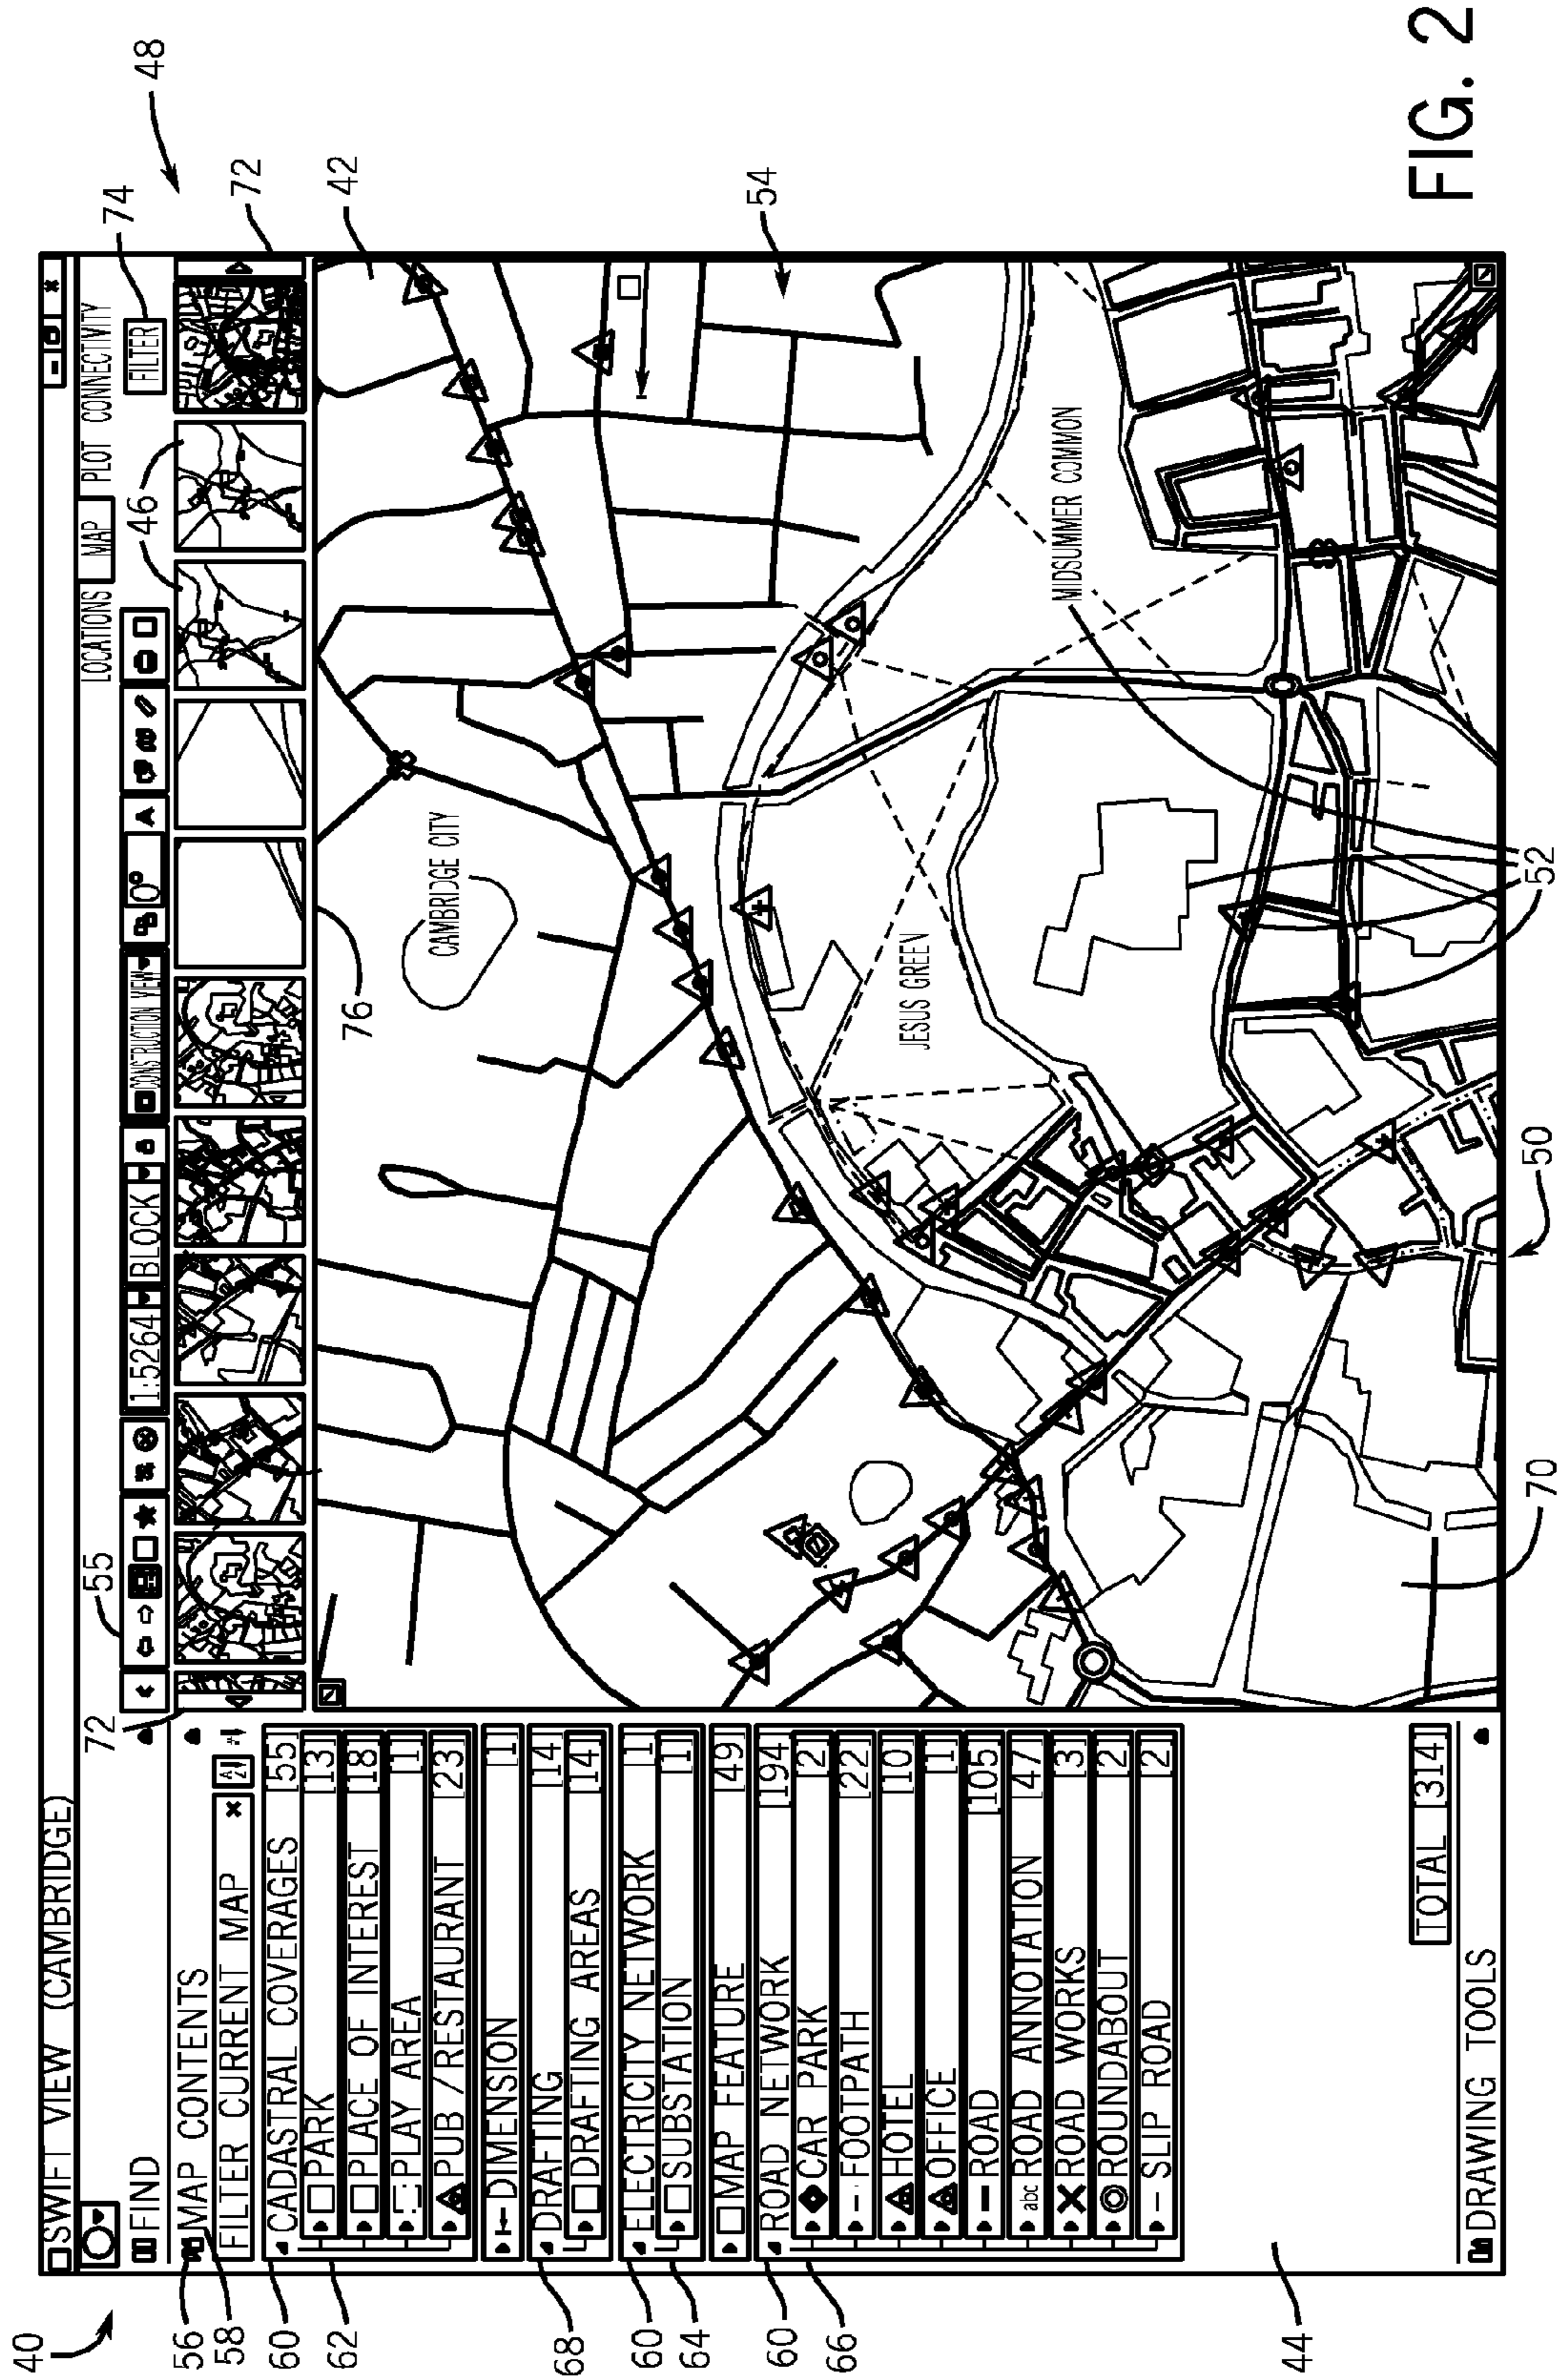 40
48
SWIFT VIEW (CAMBRIDGE)
LOCATIONS MAP PLOT CONNECTIVITY
FIND
55
1:5264 BLOCK CONSTRUCTION VIEW 0°
46
FILTER
74
56
MAP CONTENTS
72
72
58
FILTER CURRENT MAP
60
CADASTRAL COVERAGES [55]
PARK [13]
62
PLACE OF INTEREST [18]
PLAY AREA [1]
PUB/RESTAURANT [23]
DIMENSION [1]
68
DRAFTING [14]
DRAFTING AREAS [14]
60
ELECTRICITY NETWORK [1]
64
SUBSTATION [1]
MAP FEATURE [49]
60
ROAD NETWORK [194]
66
CAR PARK [2]
FOOTPATH [22]
HOTEL [10]
OFFICE [1]
ROAD [105]
abc ROAD ANNOTATION [47]
ROAD WORKS [3]
ROUNDABOUT [2]
SLIP ROAD [2]
44
TOTAL [314]
DRAWING TOOLS
76
42
CAMBRIDGE CITY
54
JESUS GREEN
MIDSUMMER COMMON
70
50
52
FIG. 2